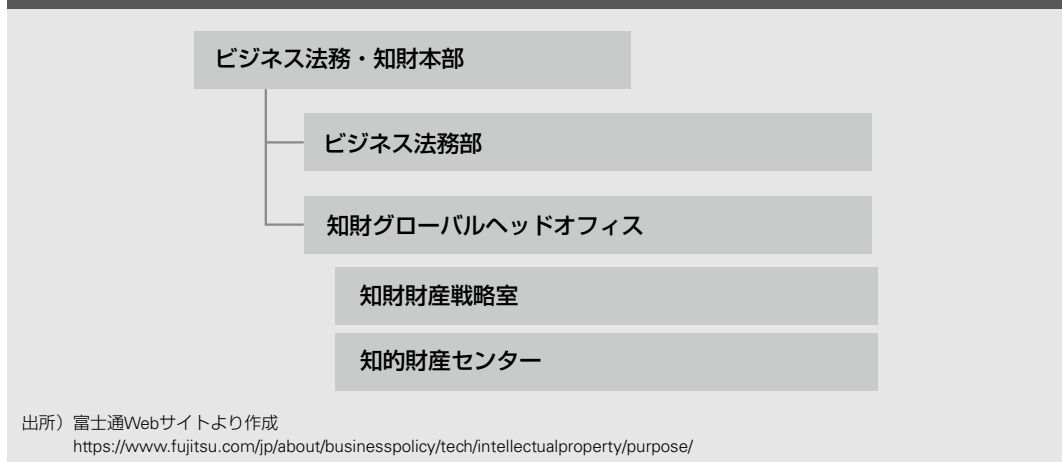 ビジネス法務・知財本部
ビジネス法務部
知財グローバルヘッドオフィス
知財財産戦略室
知的財産センター
出所）富士通Webサイトより作成
https://www.fujitsu.com/jp/about/businesspolicy/tech/intellectualproperty/purpose/